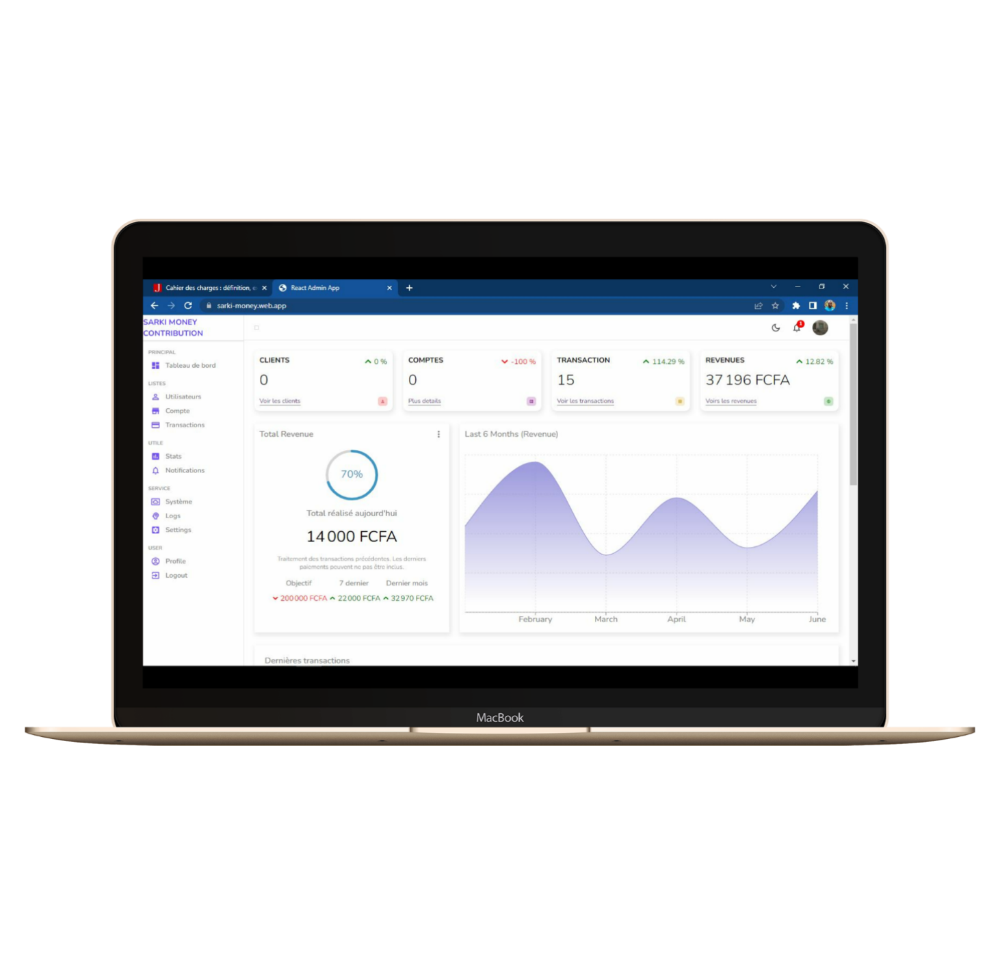 Cahier des charges : définition, e
React Admin App
sarki-money.web.app
SARKI MONEY
CONTRIBUTION
1
PRINCIPAL
Tableau de bord
LISTES
Utilisateurs
Compte
Transactions
UTILE
Stats
Notifications
SERVICE
Système
Logs
Settings
USER
Profile
Logout
CLIENTS
0 %
0
Voir les clients
COMPTES
-100 %
0
Plus details
TRANSACTION
114.29 %
15
Voir les transactions
REVENUES
12.82 %
37 196 FCFA
Voirs les revenues
Total Revenue
70%
Total réalisé aujourd'hui
14 000 FCFA
Traitement des transactions précédentes. Les derniers
paiements peuvent ne pas être inclus.
Objectif 7 dernier Dernier mois
200 000 FCFA 22 000 FCFA 32 970 FCFA
Last 6 Months (Revenue)
February March April May June
Dernières transactions
MacBook